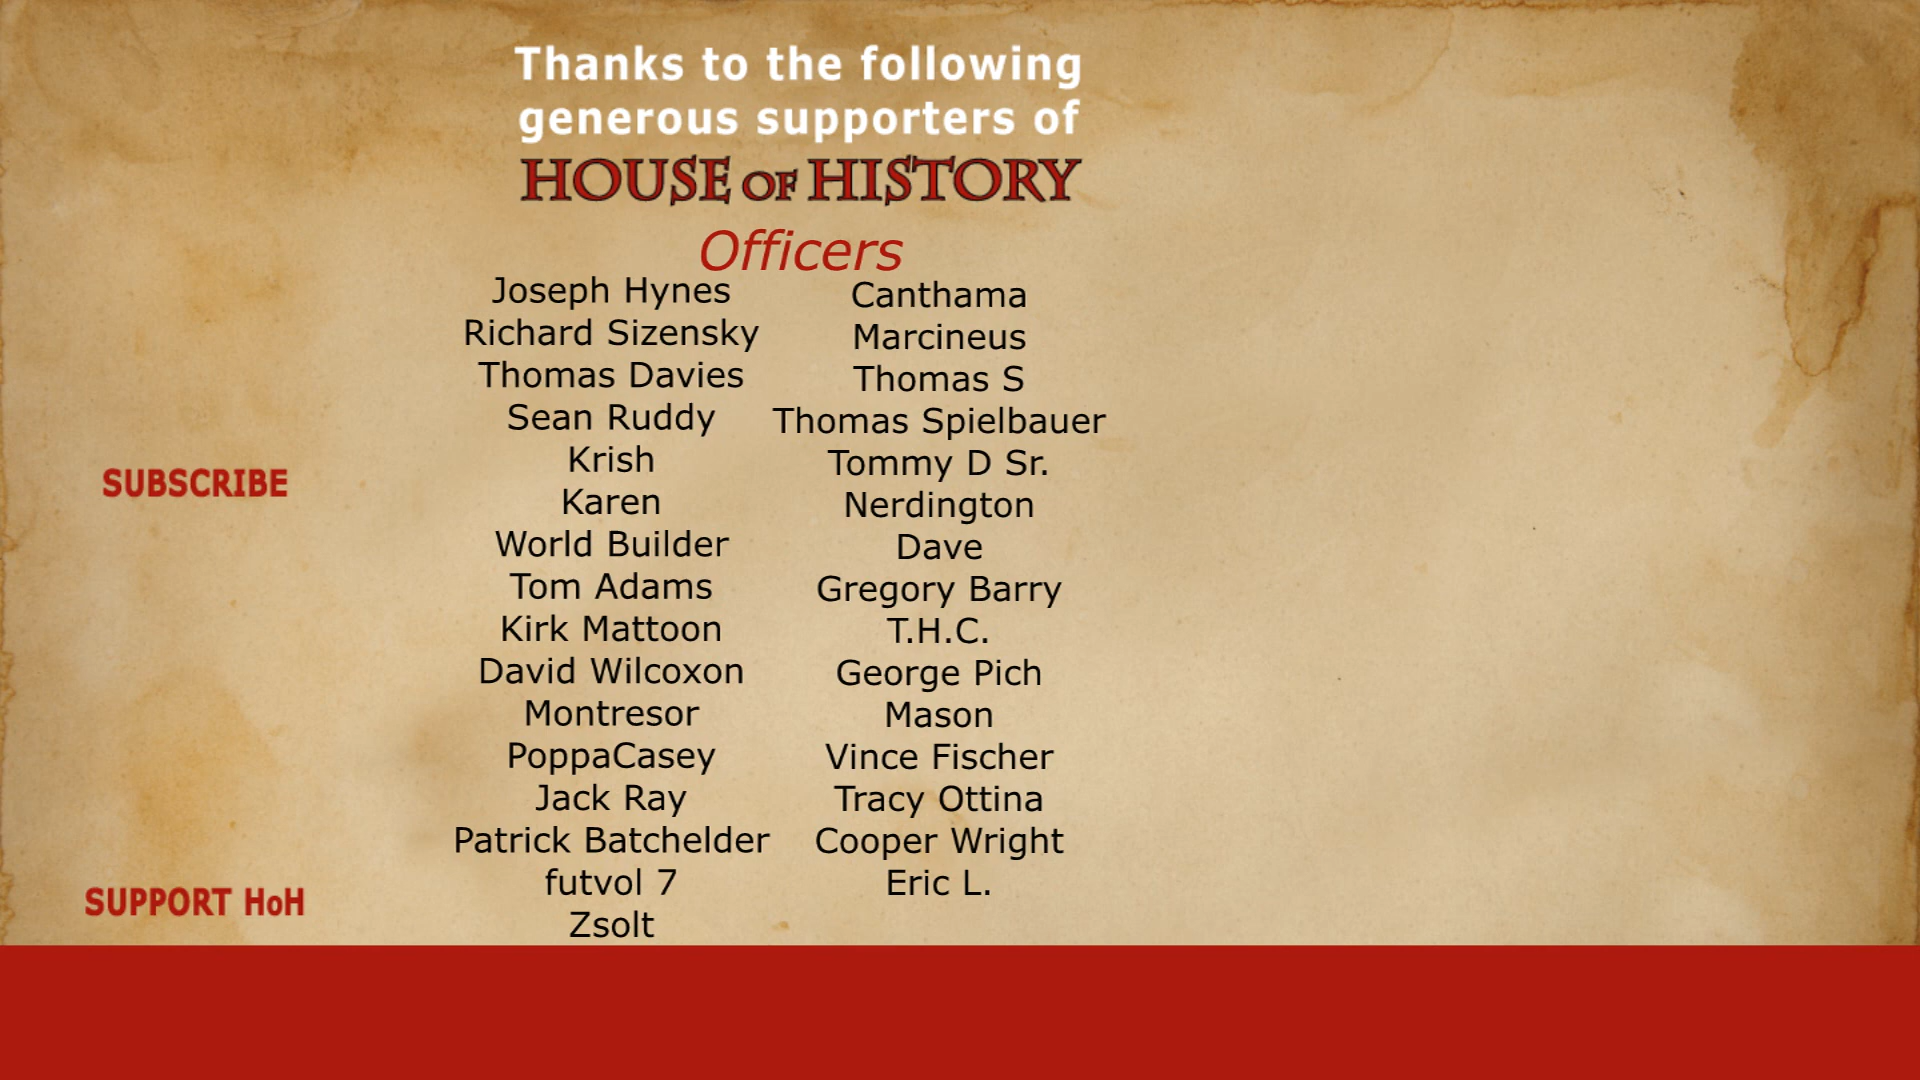 Thanks to the following
generous supporters of
HOUSE OF HISTORY
Officers
Joseph Hynes
Richard Sizensky
Thomas Davies
Sean Ruddy
Krish
Karen
World Builder
Tom Adams
Kirk Mattoon
David Wilcoxon
Montresor
PoppaCasey
Jack Ray
Patrick Batchelder
futvol 7
Zsolt
Canthama
Marcineus
Thomas S
Thomas Spielbauer
Tommy D Sr.
Nerdington
Dave
Gregory Barry
T.H.C.
George Pich
Mason
Vince Fischer
Tracy Ottina
Cooper Wright
Eric L.
SUBSCRIBE
SUPPORT HoH